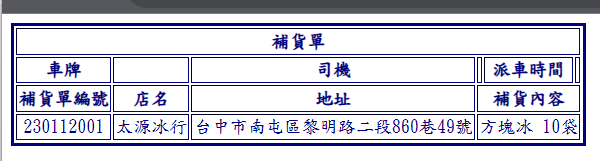 補貨單
車牌 司機 派車時間
補貨單編號 店名 地址 補貨內容
230112001 太源冰行 台中市南屯區黎明路二段860巷49號 方塊冰 10袋